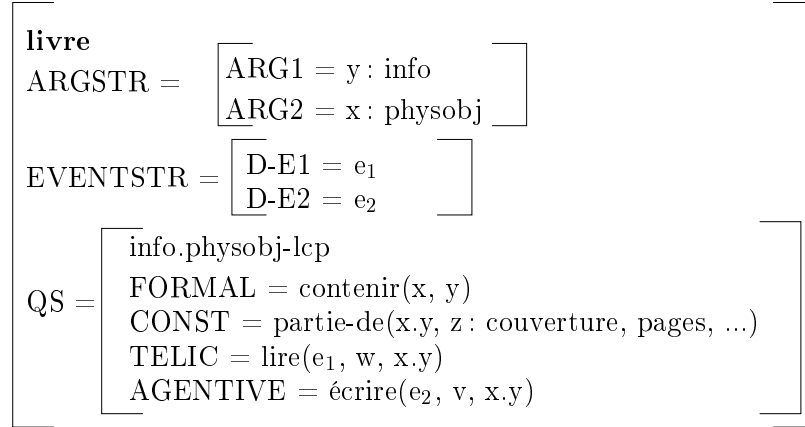 livre
ARGSTR = ARG1 = y : info
ARG2 = x : physobj
EVENTSTR = D-E1 = e₁
D-E2 = e₂
info.physobj-lcp
QS = FORMAL = contenir(x, y)
CONST = partie-de(x.y, z : couverture, pages, ...)
TELIC = lire(e₁, w, x.y)
AGENTIVE = écrire(e₂, v, x.y)